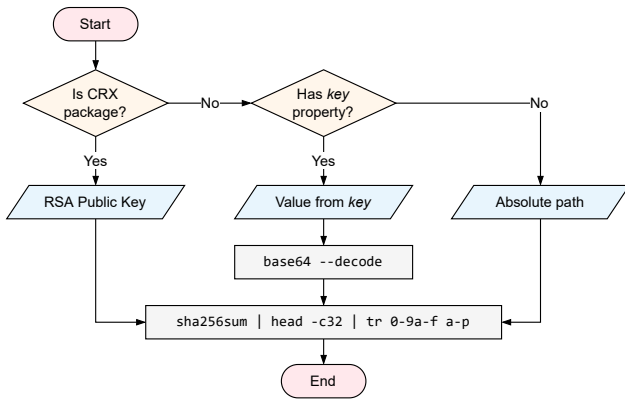 Start
Is CRX
package?
No
Has key
property?
No
Yes
Yes
RSA Public Key
Value from key
Absolute path
base64 --decode
sha256sum | head -c32 | tr 0-9a-f a-p
End